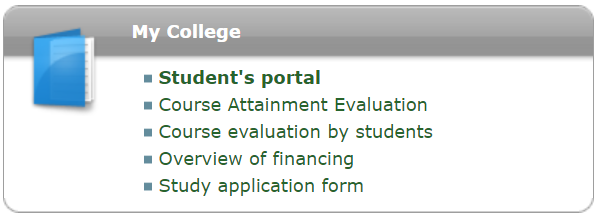 My College
Student's portal
Course Attainment Evaluation
Course evaluation by students
Overview of financing
Study application form